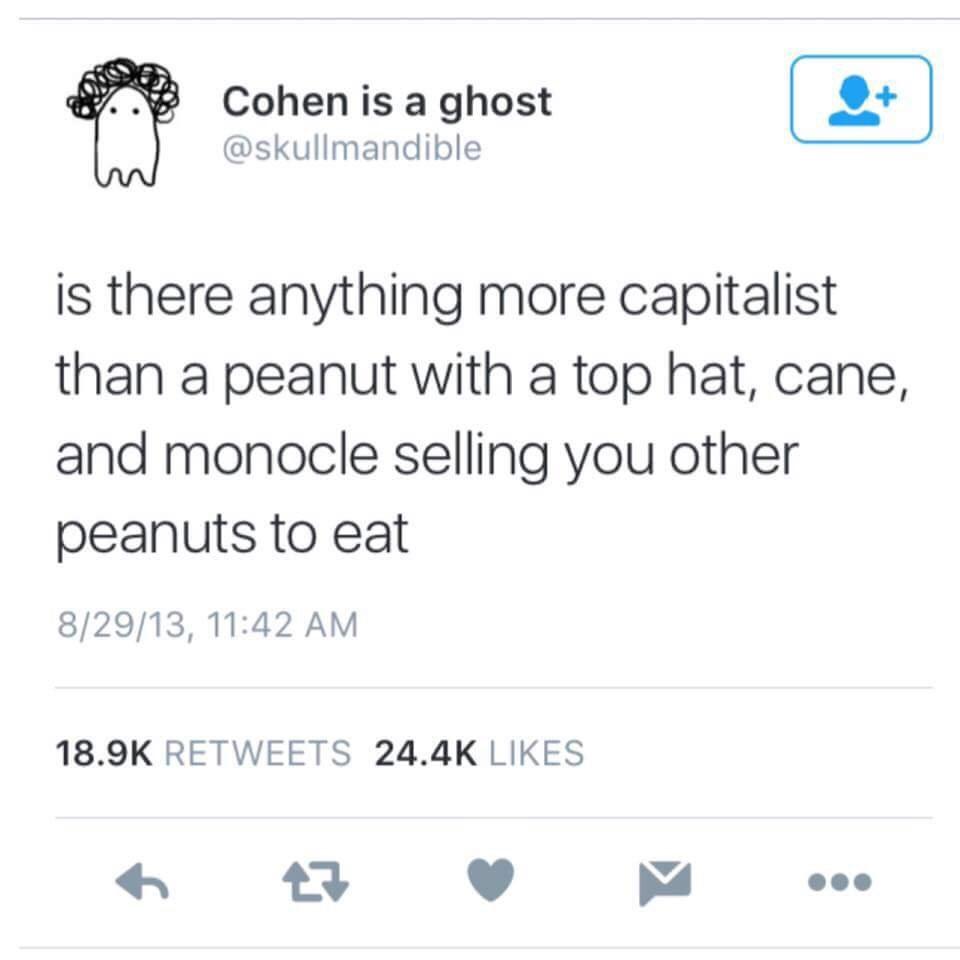 Cohen is a ghost
@skullmandible
is there anything more capitalist
than a peanut with a top hat, cane,
and monocle selling you other
peanuts to eat
8/29/13, 11:42 AM
18.9K RETWEETS 24.4K LIKES